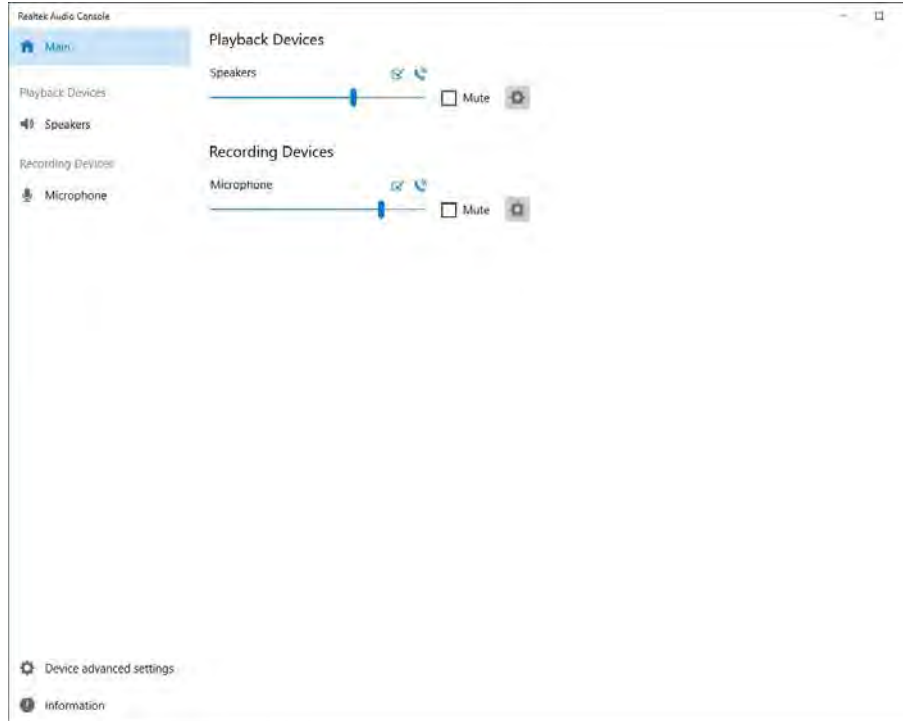 Realtek Audio Console
Main
Playback Devices
Speakers
Recording Devices
Microphone
Device advanced settings
Information
Playback Devices
Speakers
Mute
Recording Devices
Microphone
Mute